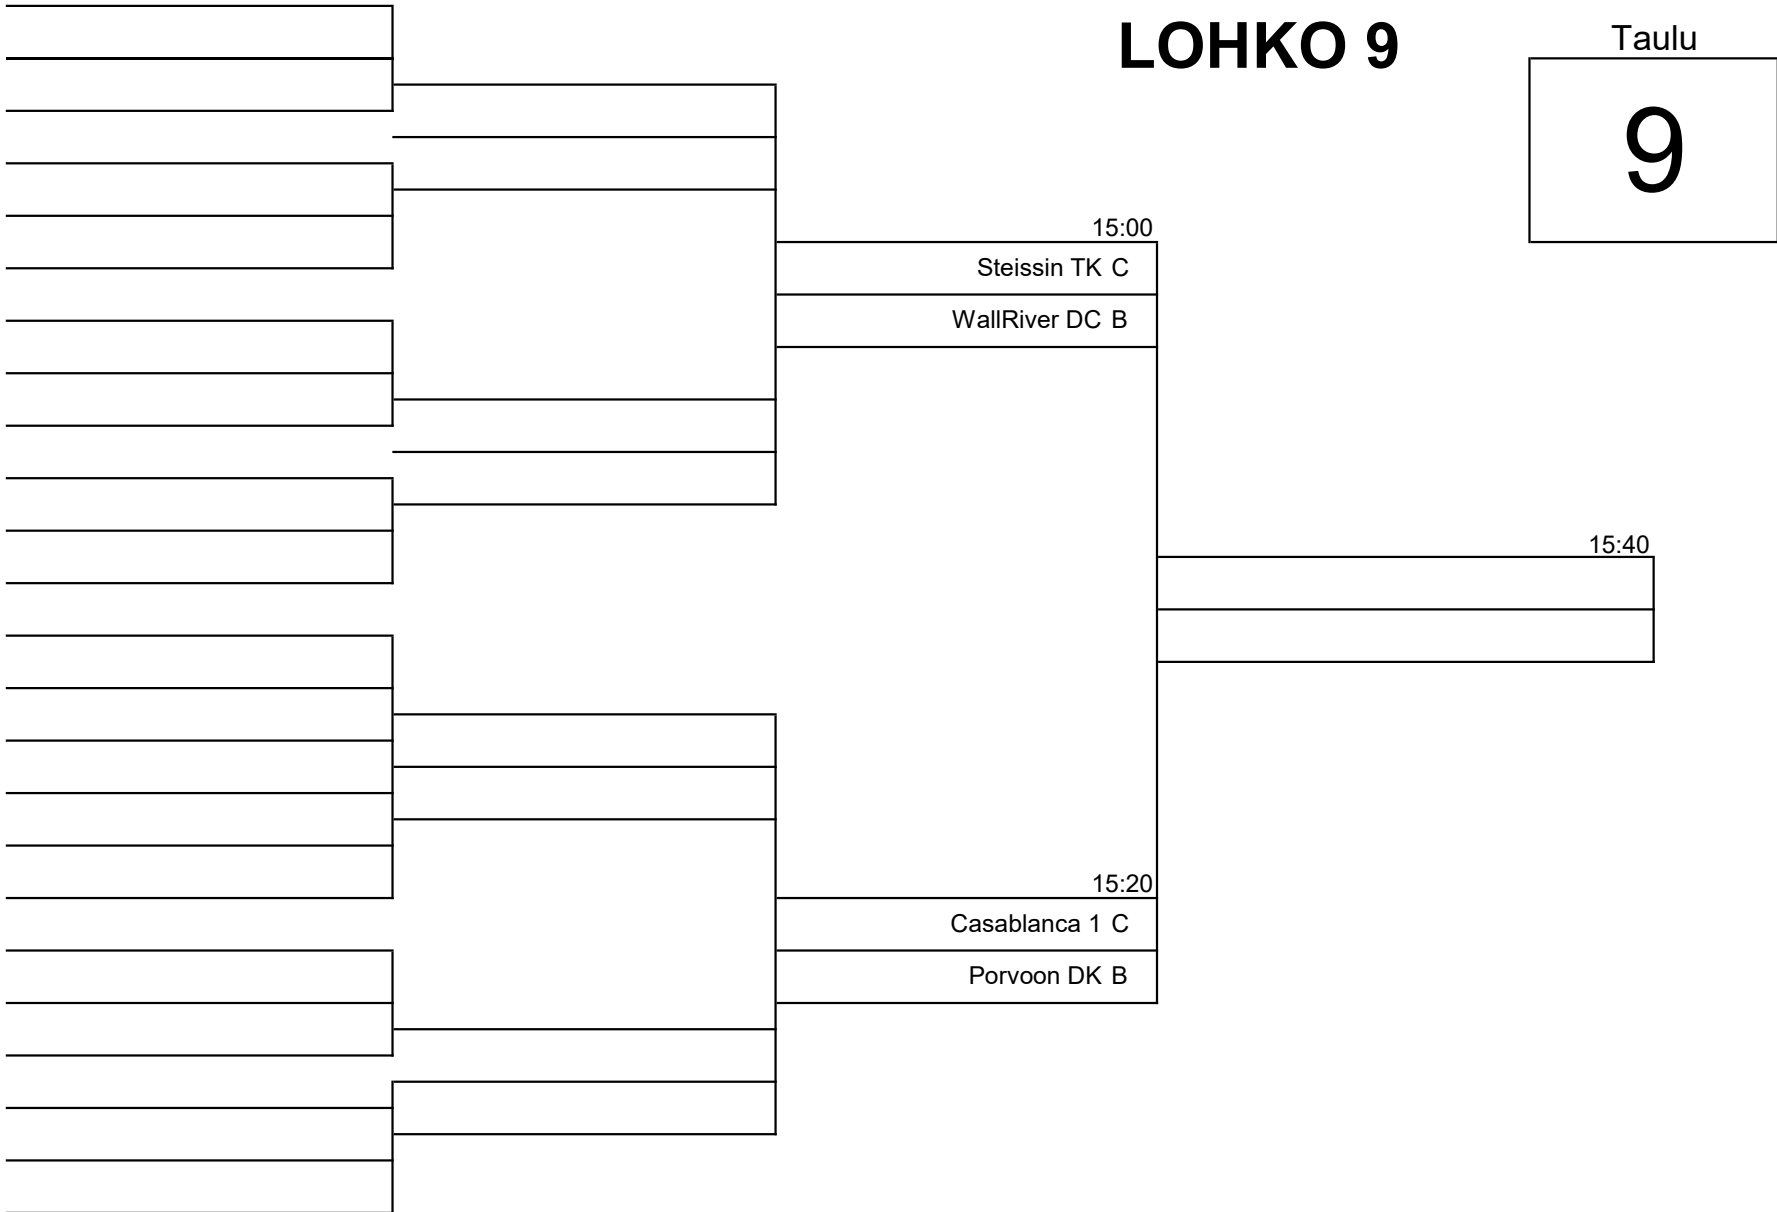 LOHKO 9
Taulu
9
15:00
Steissin TK C
WallRiver DC B
15:40
15:20
Casablanca 1 C
Porvoon DK B